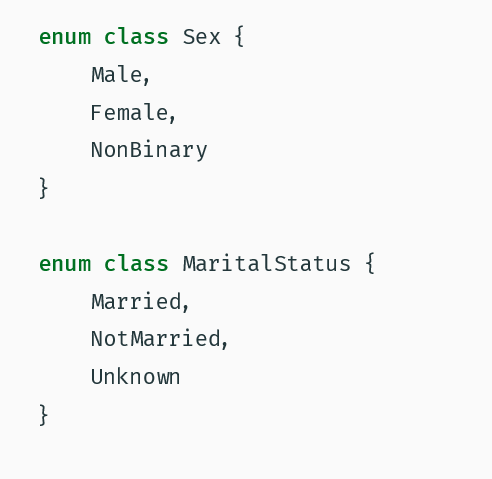 enum class Sex {
    Male,
    Female,
    NonBinary
}

enum class MaritalStatus {
    Married,
    NotMarried,
    Unknown
}